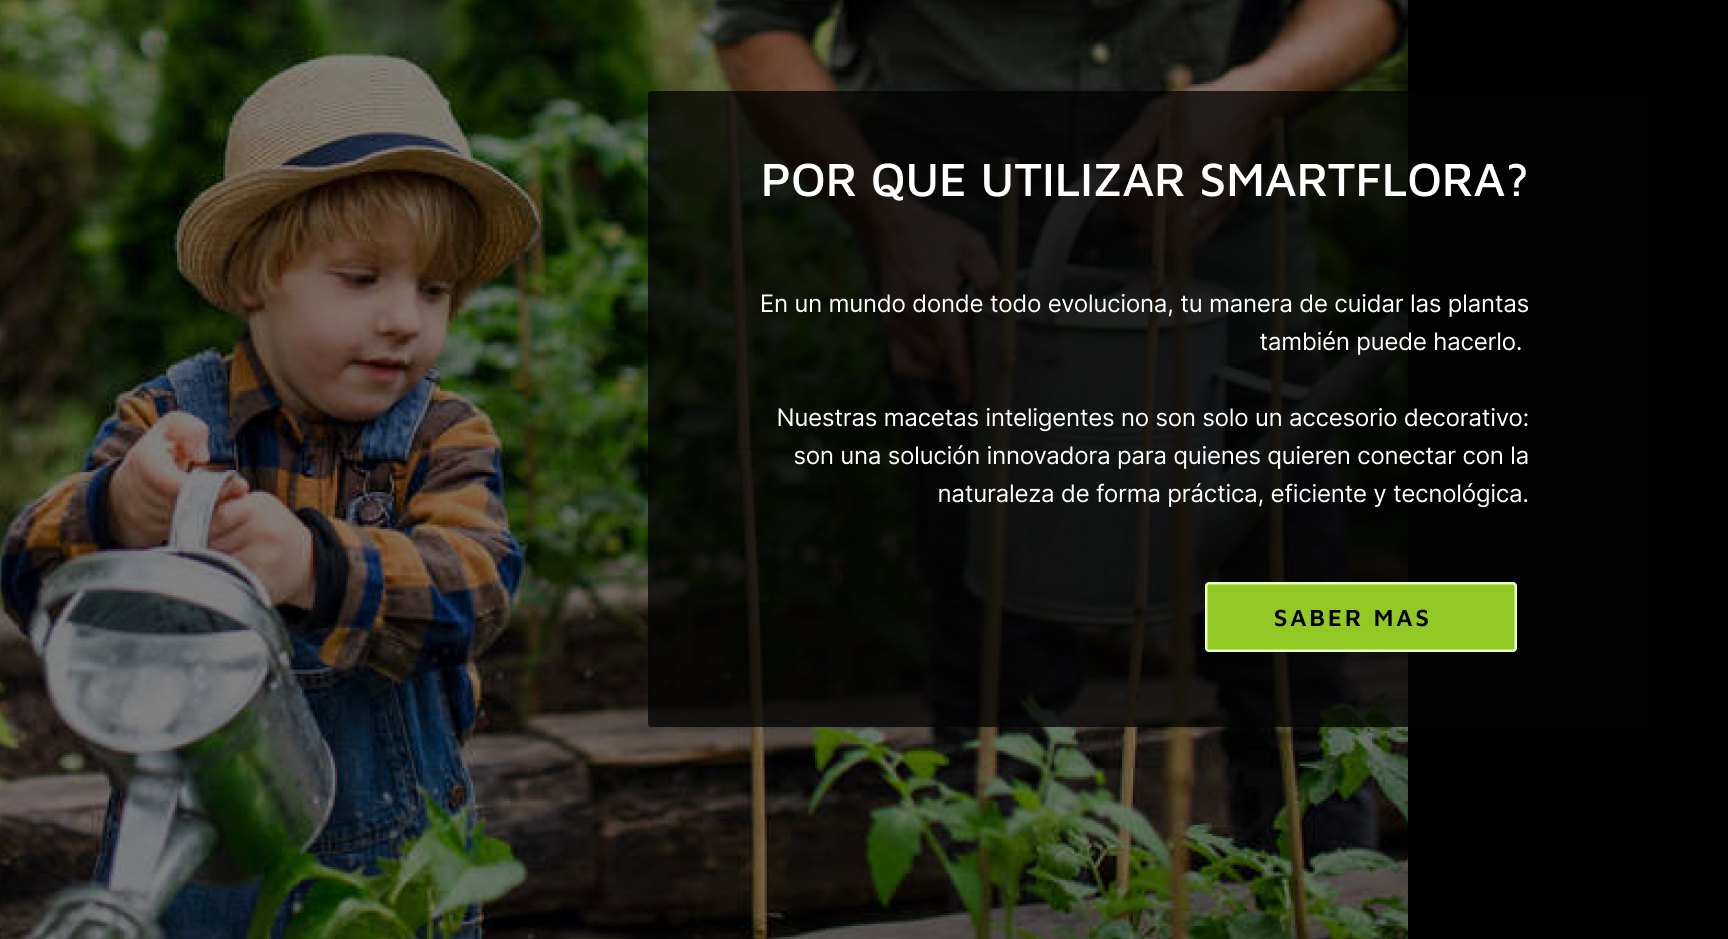 POR QUE UTILIZAR SMARTFLORA?
En un mundo donde todo evoluciona, tu manera de cuidar las plantas
también puede hacerlo.
Nuestras macetas inteligentes no son solo un accesorio decorativo:
son una solución innovadora para quienes quieren conectar con la
naturaleza de forma práctica, eficiente y tecnológica.
SABER MAS